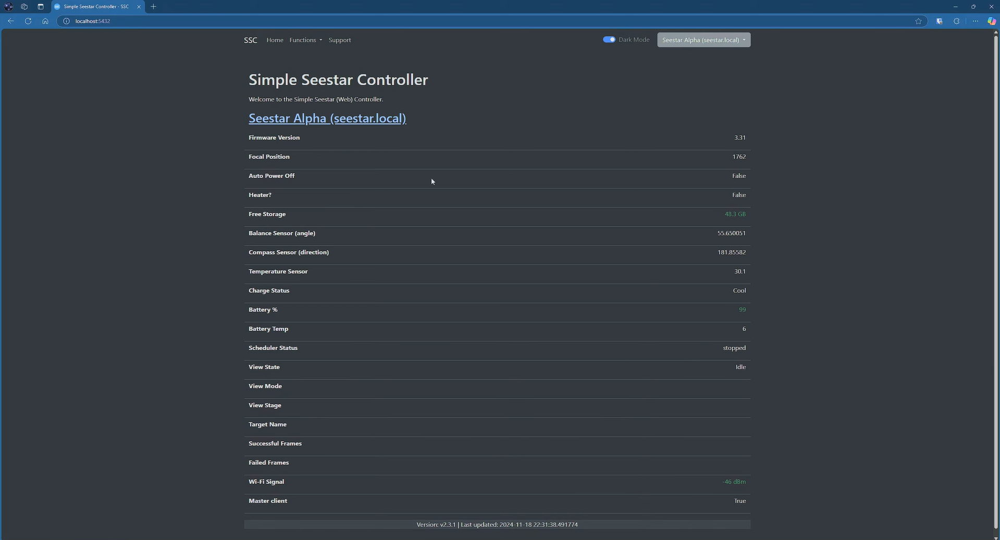 Simple Seestar Controller - SSC
localhost:5432
SSC Home Functions Support Dark Mode Seestar Alpha (seestar.local)
Simple Seestar Controller
Welcome to the Simple Seestar (Web) Controller.
Seestar Alpha (seestar.local)
Firmware Version 3.31
Focal Position 1762
Auto Power Off False
Heater? False
Free Storage 48.3 GB
Balance Sensor (angle) 55.650051
Compass Sensor (direction) 181.85582
Temperature Sensor 30.1
Charge Status Cool
Battery % 99
Battery Temp 6
Scheduler Status stopped
View State Idle
View Mode
View Stage
Target Name
Successful Frames
Failed Frames
Wi-Fi Signal -46 dBm
Master client True
Version: v2.3.1 | Last updated: 2024-11-18 22:31:38.491774